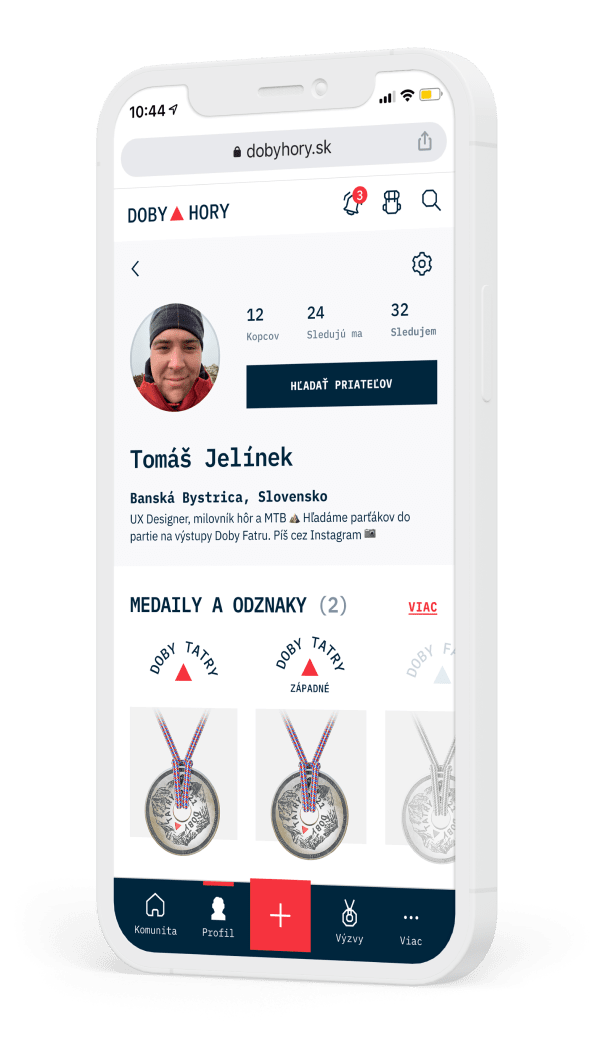 10:44
dobyhory.sk
DOBY HORY
3
12 24 32
Kopcov Sledujú ma Sledujem
HĽADAŤ PRIATEĽOV
Tomáš Jelínek
Banská Bystrica, Slovensko
UX Designer, milovník hôr a MTB ⛰️ Hľadáme parťákov do
partie na výstupy Doby Fatru. Píš cez Instagram 📷
MEDAILY A ODZNAKY (2) VIAC
DOBY TATRY DOBY TATRY DOBY
ZÁPADNÉ
Komunita Profil + Výzvy Viac